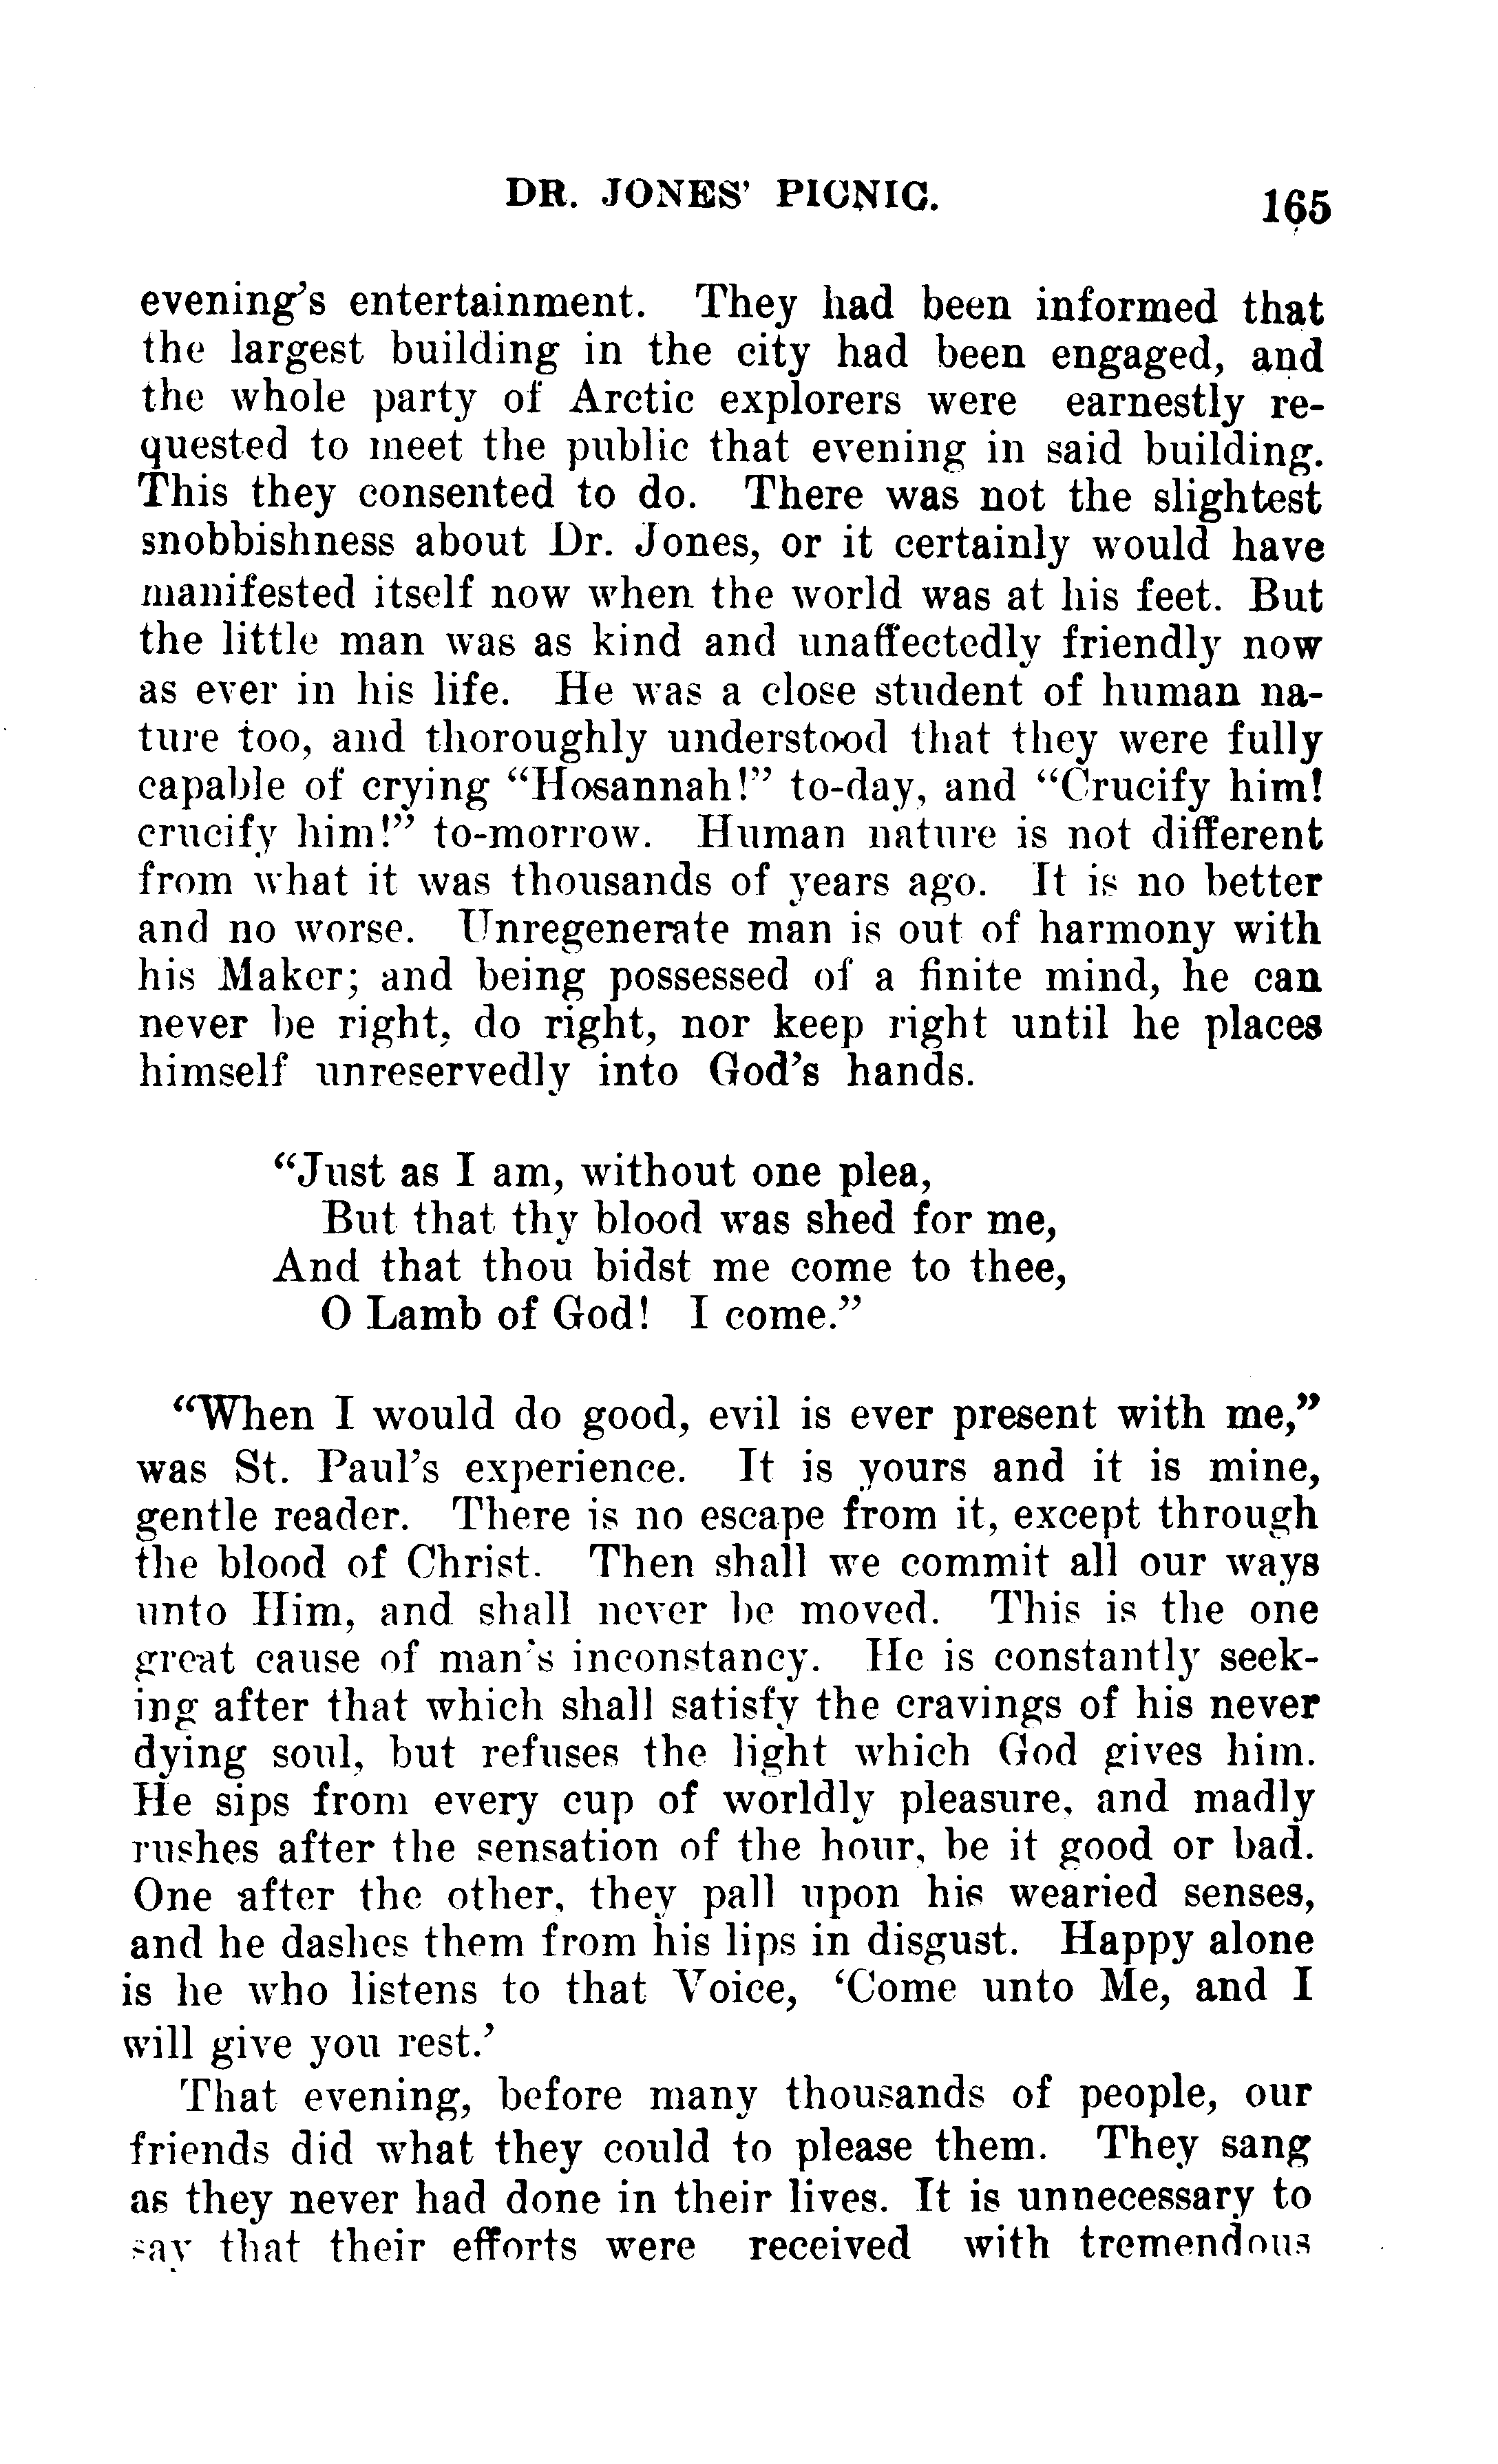 DR. JONES' PICNIC. 165
evening's entertainment. They had been informed that
the largest building in the city had been engaged, and
the whole party of Arctic explorers were earnestly re-
quested to meet the public that evening in said building.
This they consented to do. There was not the slightest
snobbishness about Dr. Jones, or it certainly would have
manifested itself now when the world was at his feet. But
the little man was as kind and unaffectedly friendly now
as ever in his life. He was a close student of human na-
ture too, and thoroughly understood that they were fully
capable of crying "Hosannah!" to-day, and "Crucify him!
crucify him!" to-morrow. Human nature is not different
from what it was thousands of years ago. It is no better
and no worse. Unregenerate man is out of harmony with
his Maker; and being possessed of a finite mind, he can
never be right, do right, nor keep right until he places
himself unreservedly into God's hands.
"Just as I am, without one plea,
But that thy blood was shed for me,
And that thou bidst me come to thee,
O Lamb of God! I come."
"When I would do good, evil is ever present with me,"
was St. Paul's experience. It is yours and it is mine,
gentle reader. There is no escape from it, except through
the blood of Christ. Then shall we commit all our ways
unto Him, and shall never be moved. This is the one
great cause of man's inconstancy. He is constantly seek-
ing after that which shall satisfy the cravings of his never
dying soul, but refuses the light which God gives him.
He sips from every cup of worldly pleasure, and madly
rushes after the sensation of the hour, be it good or bad.
One after the other, they pall upon his wearied senses,
and he dashes them from his lips in disgust. Happy alone
is he who listens to that Voice, 'Come unto Me, and I
will give you rest.'
That evening, before many thousands of people, our
friends did what they could to please them. They sang
as they never had done in their lives. It is unnecessary to
say that their efforts were received with tremendous